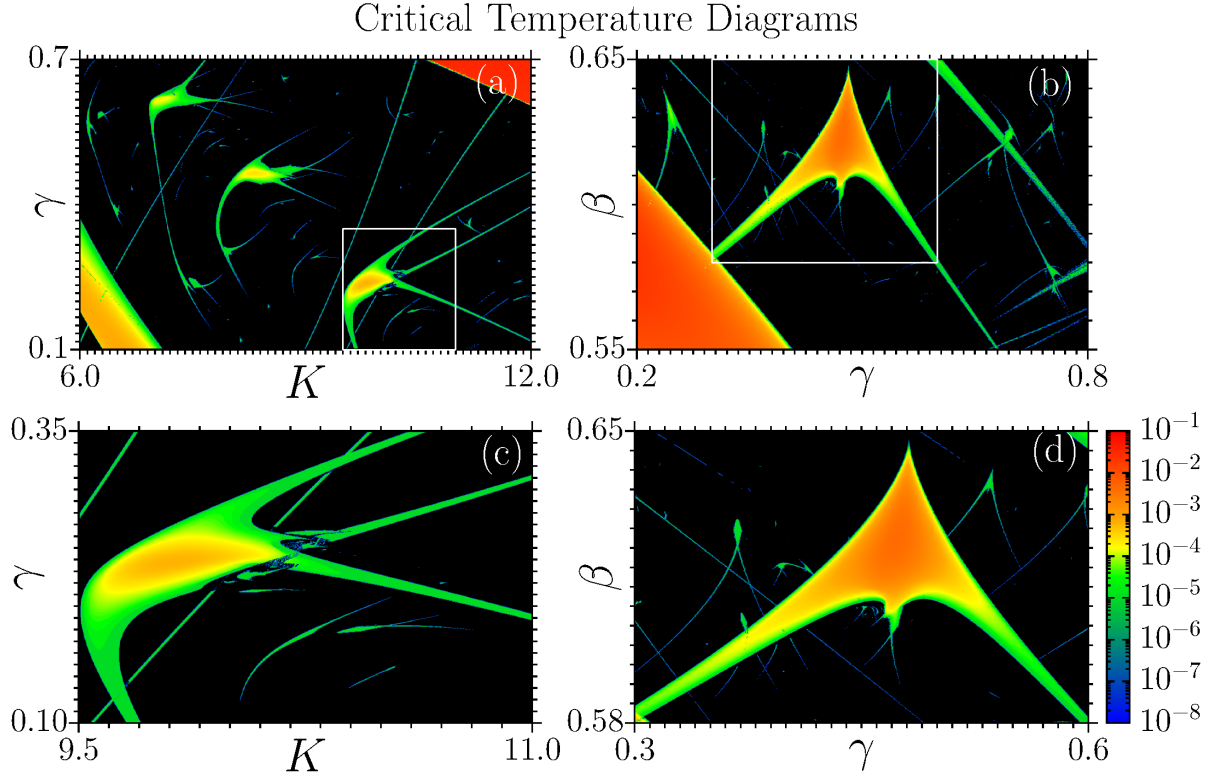 Critical Temperature Diagrams
0.7
γ
0.1
6.0
K
12.0
(a)
0.65
β
0.55
0.2
γ
0.8
(b)
0.35
γ
0.10
9.5
K
11.0
(c)
0.65
β
0.58
0.3
γ
0.6
(d)
10⁻¹
10⁻²
10⁻³
10⁻⁴
10⁻⁵
10⁻⁶
10⁻⁷
10⁻⁸